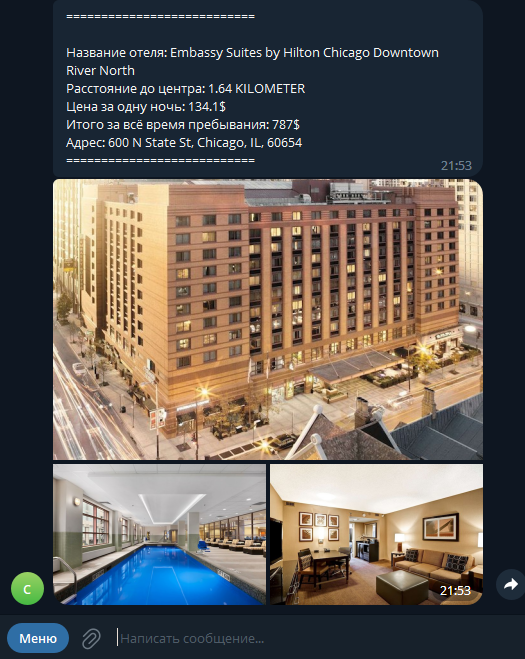 ===========================
Название отеля: Embassy Suites by Hilton Chicago Downtown
River North
Расстояние до центра: 1.64 KILOMETER
Цена за одну ночь: 134.1$
Итого за всё время пребывания: 787$
Адрес: 600 N State St, Chicago, IL, 60654
===========================
21:53
21:53
С
Меню
Написать сообщение...